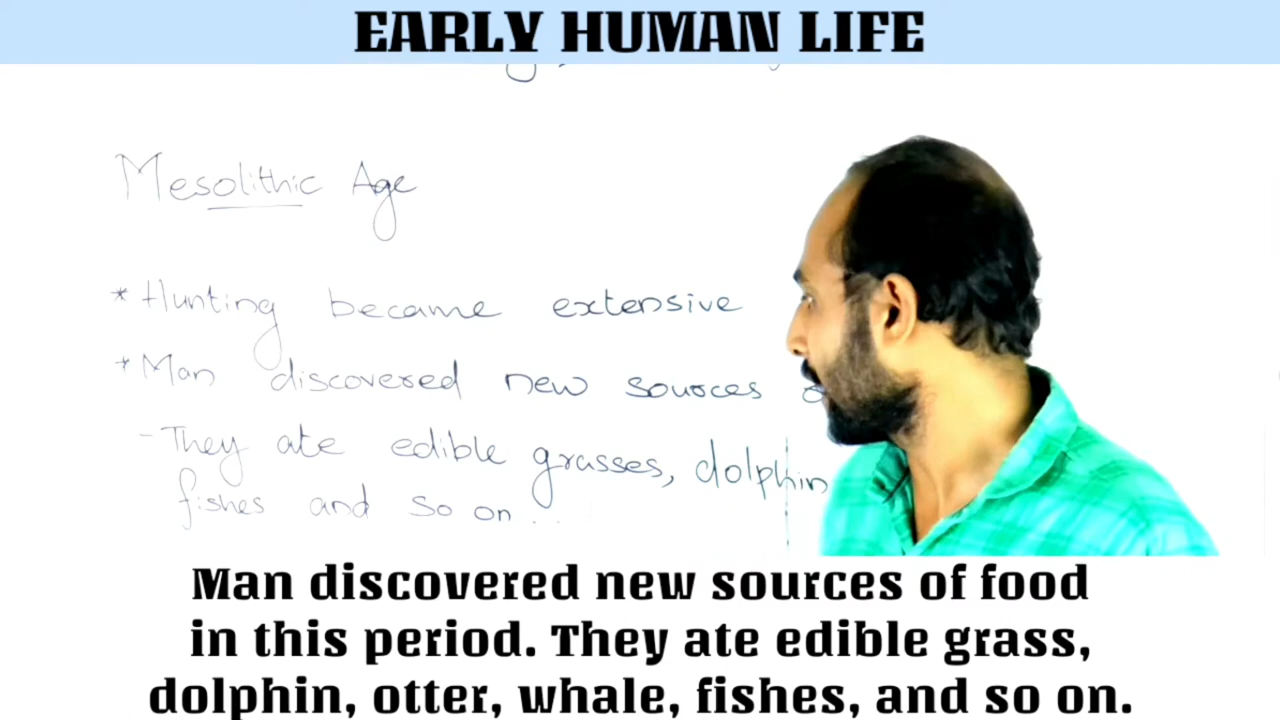 EARLY HUMAN LIFE
Mesolithic Age
* Hunting became extensive
* Man discovered new sources
- They ate edible grasses, dolphin
fishes and so on...
Man discovered new sources of food
in this period. They ate edible grass,
dolphin, otter, whale, fishes, and so on.